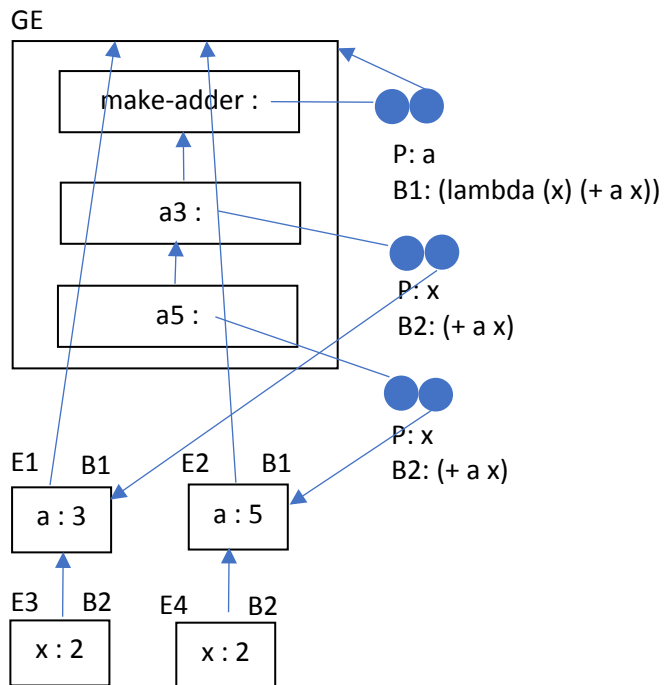 GE
make-adder :
P: a
B1: (lambda (x) (+ a x))
a3 :
P: x
B2: (+ a x)
a5 :
P: x
B2: (+ a x)
E1 B1
a : 3
E2 B1
a : 5
E3 B2
x : 2
E4 B2
x : 2